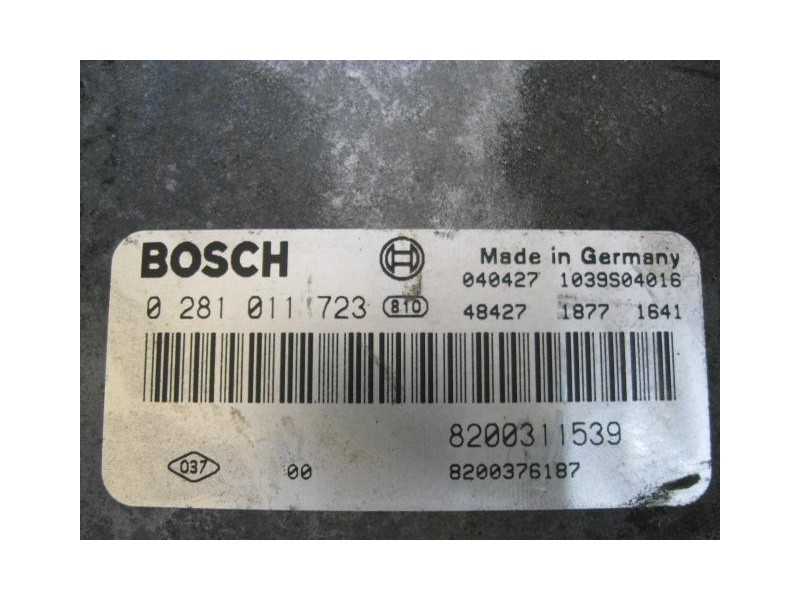 BOSCH
Made in Germany
040427 1039S04016
0 281 011 723 810
48427 1877 1641
8200311539
037 00 8200376187